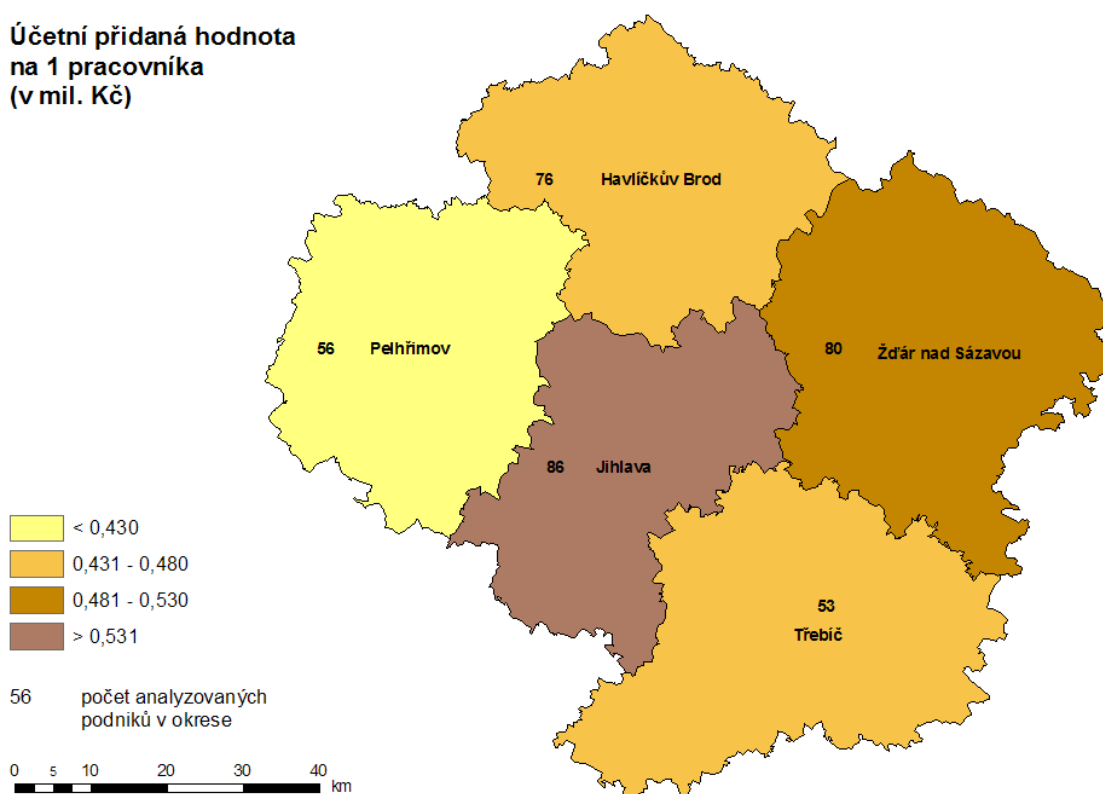 Účetní přidaná hodnota
na 1 pracovníka
(v mil. Kč)
76 Havlíčkův Brod
56 Pelhřimov
80 Žďár nad Sázavou
86 Jihlava
53
Třebíč
< 0,430
0,431 - 0,480
0,481 - 0,530
> 0,531
56 počet analyzovaných
podniků v okrese
0 5 10 20 30 40
km